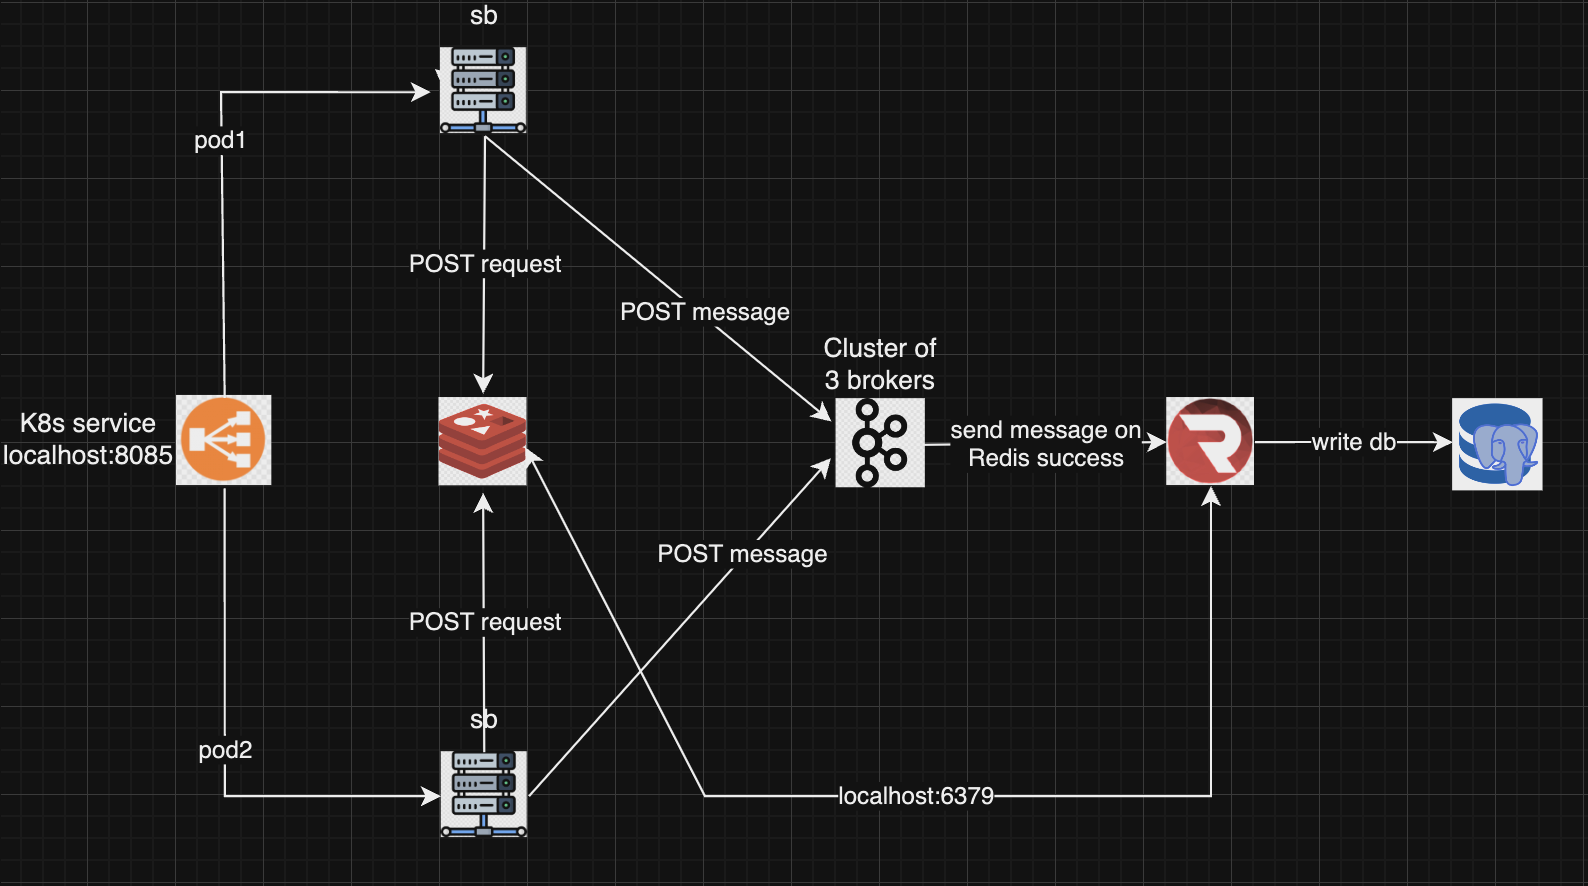 sb
pod1
POST request
POST message
Cluster of
3 brokers
K8s service
localhost:8085
send message on
Redis success
write db
POST message
POST request
sb
pod2
localhost:6379